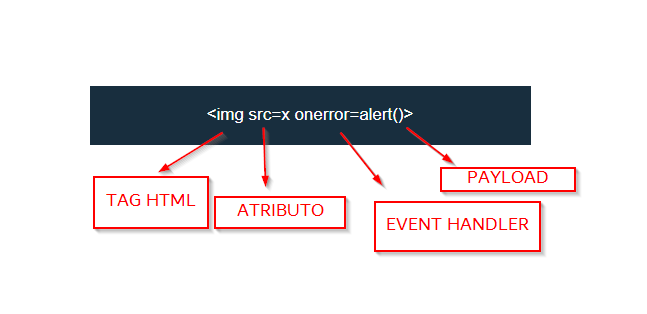 <img src=x onerror=alert()>
PAYLOAD
TAG HTML
ATRIBUTO
EVENT HANDLER